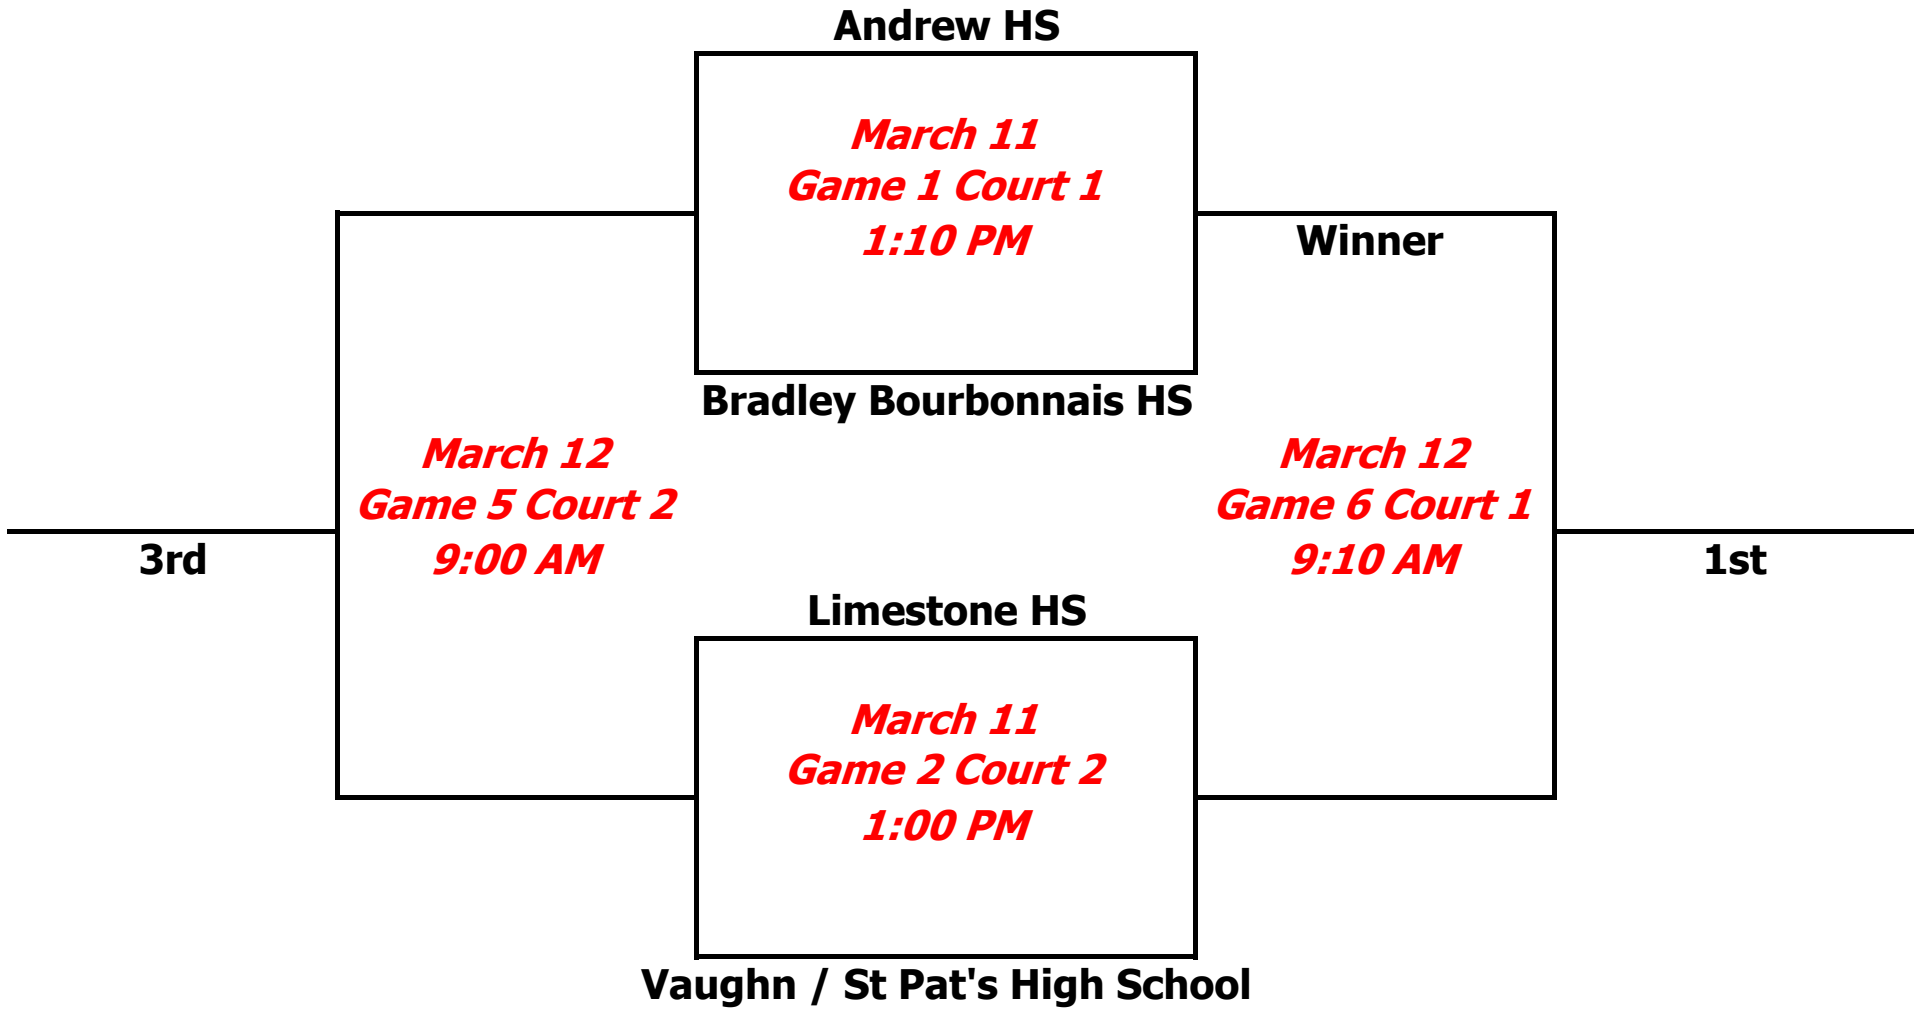 Andrew HS
March 11
Game 1 Court 1
1:10 PM
Winner
Bradley Bourbonnais HS
March 12
Game 5 Court 2
9:00 AM
3rd
March 12
Game 6 Court 1
9:10 AM
1st
Limestone HS
March 11
Game 2 Court 2
1:00 PM
Vaughn / St Pat's High School